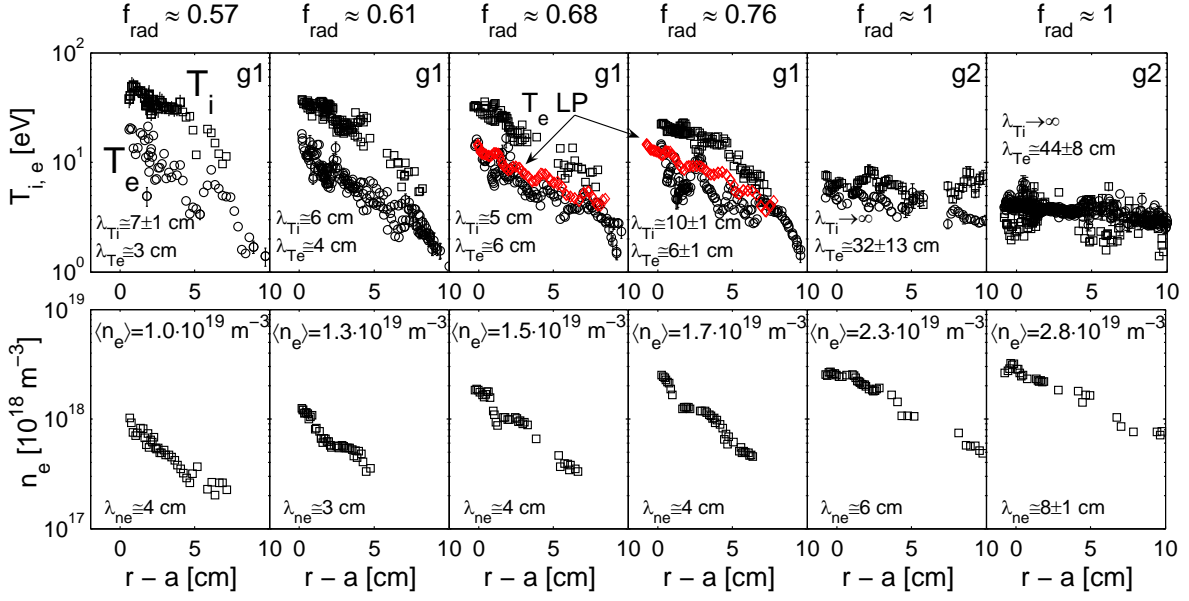 f_rad ≈ 0.57 f_rad ≈ 0.61 f_rad ≈ 0.68 f_rad ≈ 0.76 f_rad ≈ 1 f_rad ≈ 1
10^2
g1 g1 g1 g1 g2 g2
T_i
T_e LP
T_e
T_i, e [eV]
10^1
10^0
λ_Ti≅7±1 cm
λ_Te≅3 cm
λ_Ti≅6 cm
λ_Te≅4 cm
λ_Ti≅5 cm
λ_Te≅6 cm
λ_Ti≅10±1 cm
λ_Te≅6±1 cm
λ_Ti→∞
λ_Te≅32±13 cm
λ_Ti→∞
λ_Te≅44±8 cm
0 5 0 5 0 5 0 5 0 5 0 5 10
10^19
⟨n_e⟩=1.0·10^19 m^−3
⟨n_e⟩=1.3·10^19 m^−3
⟨n_e⟩=1.5·10^19 m^−3
⟨n_e⟩=1.7·10^19 m^−3
⟨n_e⟩=2.3·10^19 m^−3
⟨n_e⟩=2.8·10^19 m^−3
n_e [10^18 m^−3]
10^18
10^17
λ_ne≅4 cm
λ_ne≅3 cm
λ_ne≅4 cm
λ_ne≅4 cm
λ_ne≅6 cm
λ_ne≅8±1 cm
0 5 10 0 5 10 0 5 10 0 5 10 0 5 10 0 5 10
r − a [cm] r − a [cm] r − a [cm] r − a [cm] r − a [cm] r − a [cm]